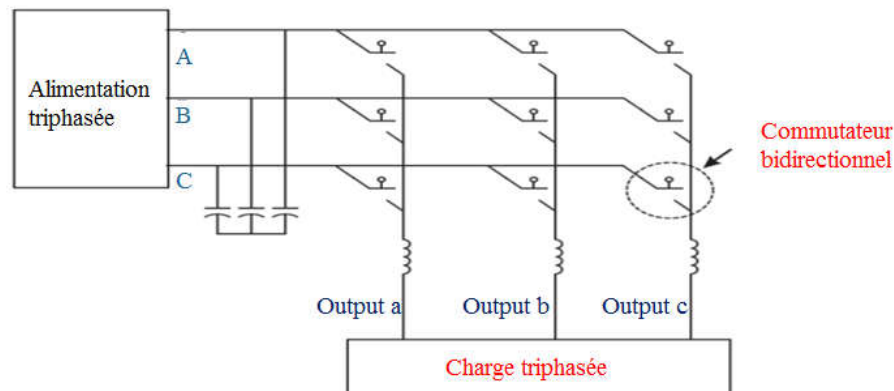 Alimentation
triphasée
A
B
C
Commutateur
bidirectionnel
Output a
Output b
Output c
Charge triphasée